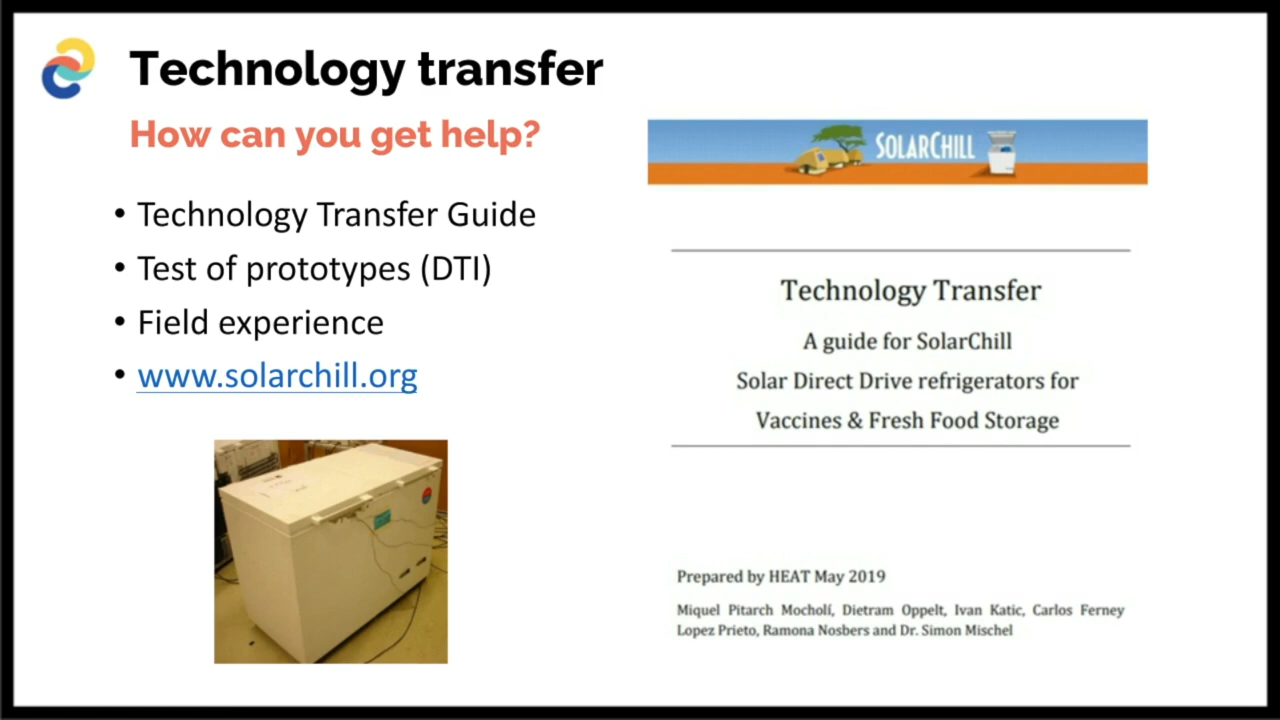 Technology transfer
How can you get help?
• Technology Transfer Guide
• Test of prototypes (DTI)
• Field experience
• www.solarchill.org
SOLARCHILL
Technology Transfer
A guide for SolarChill
Solar Direct Drive refrigerators for
Vaccines & Fresh Food Storage
Prepared by HEAT May 2019
Miquel Pitarch Mocholí, Dietram Oppelt, Ivan Katic, Carlos Ferney
Lopez Prieto, Ramona Nosbers and Dr. Simon Mischel